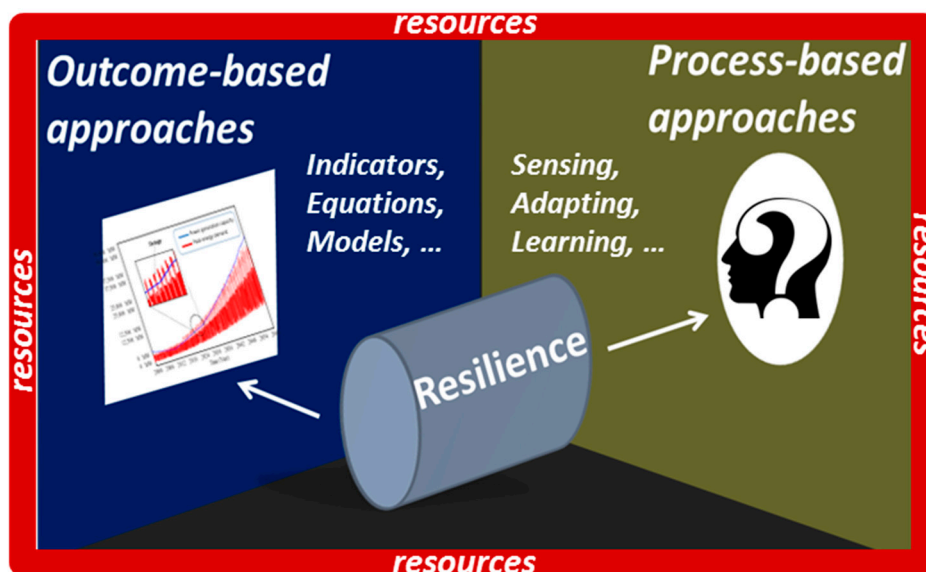 resources
Outcome-based
approaches
Process-based
approaches
Indicators,
Equations,
Models, ...
Sensing,
Adapting,
Learning, ...
resources
resources
Resilience
resources